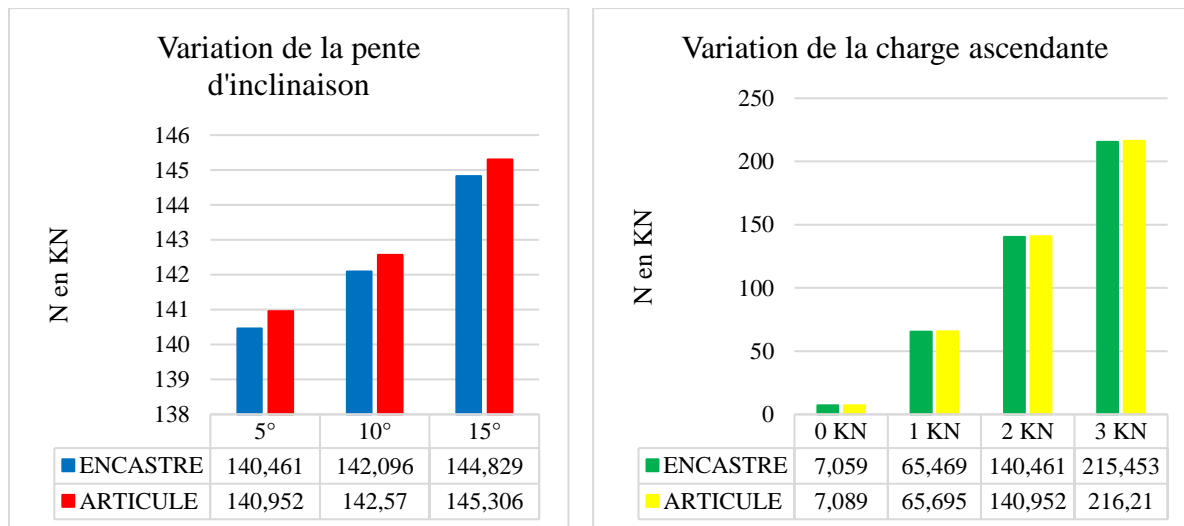 Variation de la pente
d'inclinaison
N en KN
146
145
144
143
142
141
140
139
138
5° 10° 15°
ENCASTRE 140,461 142,096 144,829
ARTICULE 140,952 142,57 145,306
Variation de la charge ascendante
N en KN
250
200
150
100
50
0
0 KN 1 KN 2 KN 3 KN
ENCASTRE 7,059 65,469 140,461 215,453
ARTICULE 7,089 65,695 140,952 216,21